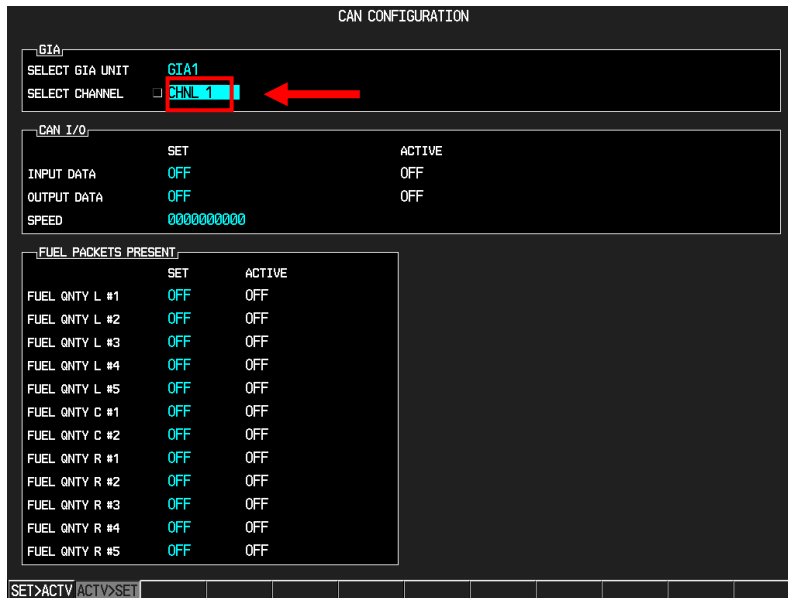 CAN CONFIGURATION
GIA
SELECT GIA UNIT GIA1
SELECT CHANNEL CHNL 1
CAN I/O
SET ACTIVE
INPUT DATA OFF OFF
OUTPUT DATA OFF OFF
SPEED 0000000000
FUEL PACKETS PRESENT
SET ACTIVE
FUEL QNTY L #1 OFF OFF
FUEL QNTY L #2 OFF OFF
FUEL QNTY L #3 OFF OFF
FUEL QNTY L #4 OFF OFF
FUEL QNTY L #5 OFF OFF
FUEL QNTY C #1 OFF OFF
FUEL QNTY C #2 OFF OFF
FUEL QNTY R #1 OFF OFF
FUEL QNTY R #2 OFF OFF
FUEL QNTY R #3 OFF OFF
FUEL QNTY R #4 OFF OFF
FUEL QNTY R #5 OFF OFF
SET>ACTV ACTV>SET